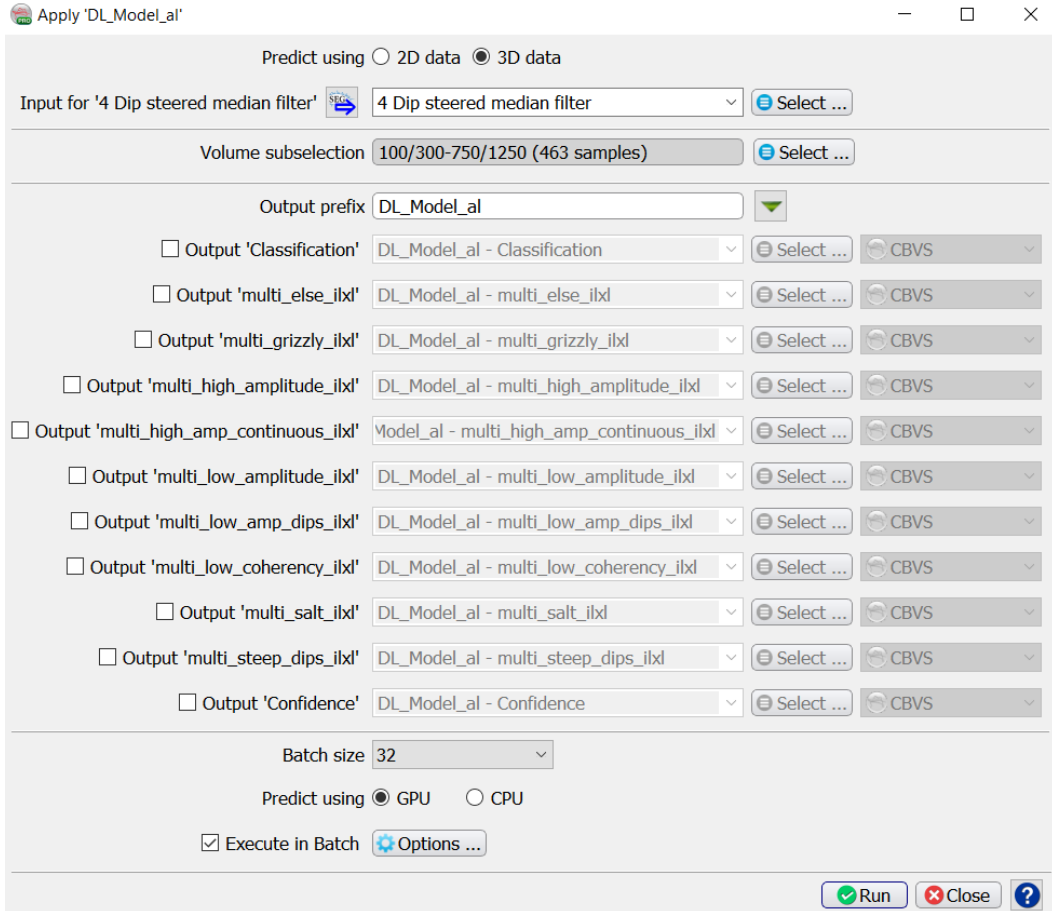 Apply 'DL_Model_al'
Predict using 2D data 3D data
Input for '4 Dip steered median filter' SEG 4 Dip steered median filter Select ...
Volume subselection 100/300-750/1250 (463 samples) Select ...
Output prefix DL_Model_al
Output 'Classification' DL_Model_al - Classification Select ... CBVS
Output 'multi_else_ilxl' DL_Model_al - multi_else_ilxl Select ... CBVS
Output 'multi_grizzly_ilxl' DL_Model_al - multi_grizzly_ilxl Select ... CBVS
Output 'multi_high_amplitude_ilxl' DL_Model_al - multi_high_amplitude_ilxl Select ... CBVS
Output 'multi_high_amp_continuous_ilxl' Model_al - multi_high_amp_continuous_ilxl Select ... CBVS
Output 'multi_low_amplitude_ilxl' DL_Model_al - multi_low_amplitude_ilxl Select ... CBVS
Output 'multi_low_amp_dips_ilxl' DL_Model_al - multi_low_amp_dips_ilxl Select ... CBVS
Output 'multi_low_coherency_ilxl' DL_Model_al - multi_low_coherency_ilxl Select ... CBVS
Output 'multi_salt_ilxl' DL_Model_al - multi_salt_ilxl Select ... CBVS
Output 'multi_steep_dips_ilxl' DL_Model_al - multi_steep_dips_ilxl Select ... CBVS
Output 'Confidence' DL_Model_al - Confidence Select ... CBVS
Batch size 32
Predict using GPU CPU
Execute in Batch Options ...
Run Close ?